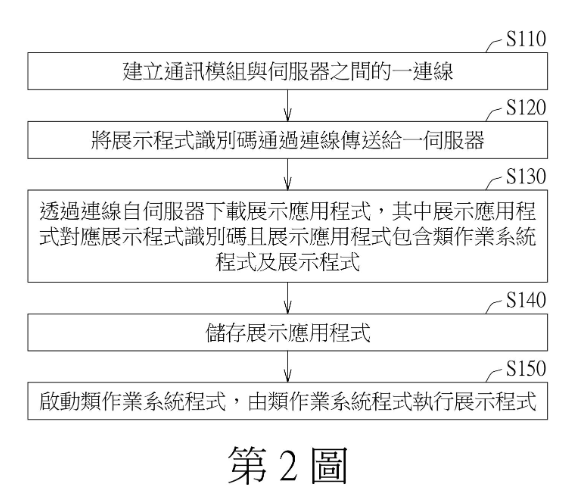 S110
建立通訊模組與伺服器之間的一連線
S120
將展示程式識別碼通過連線傳送給一伺服器
S130
透過連線自伺服器下載展示應用程式，其中展示應用程
式對應展示程式識別碼且展示應用程式包含類作業系統
程式及展示程式
S140
儲存展示應用程式
S150
啟動類作業系統程式，由類作業系統程式執行展示程式
第 2 圖